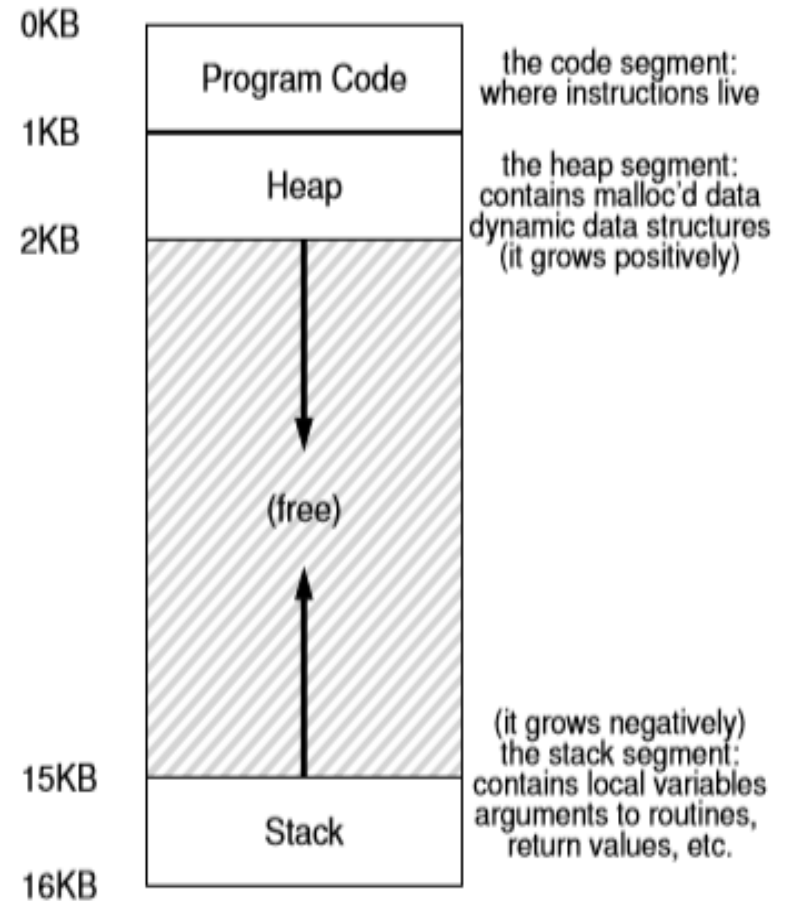 0KB
Program Code
the code segment:
where instructions live
1KB
Heap
the heap segment:
contains malloc'd data
dynamic data structures
(it grows positively)
2KB
(free)
(it grows negatively)
the stack segment:
contains local variables
arguments to routines,
return values, etc.
15KB
Stack
16KB